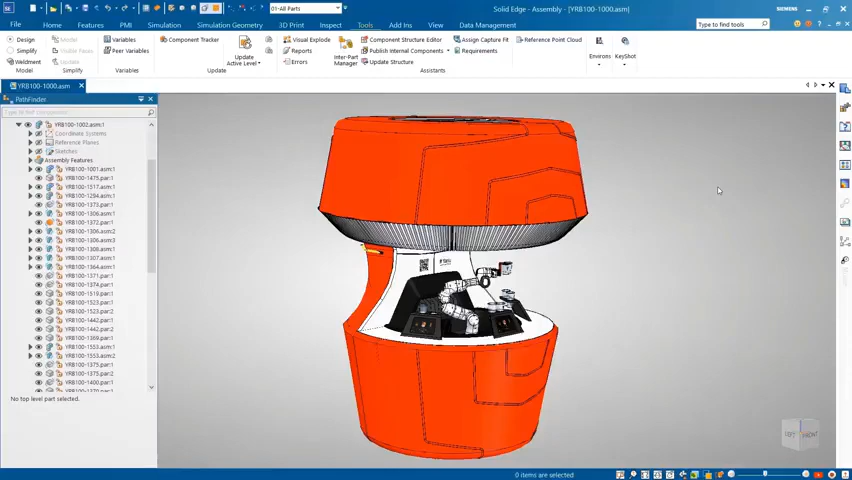 Solid Edge - Assembly - [YRB100-1000.asm]
SIEMENS
01-All Parts
File Home Features PMI Simulation Simulation Geometry 3D Print Inspect Tools Add Ins View Data Management
Type to find tools
Design
Simplify
Weldment
Model
Model
Visible Faces
Simplify
Variables
Peer Variables
Variables
Component Tracker
Update
Active Level
Update
Visual Explode
Reports
Errors
Inter-Part
Manager
Component Structure Editor
Publish Internal Components
Update Structure
Assign Capture Fit
Requirements
Reference Point Cloud
Assistants
Environs
KeyShot
YRB100-1000.asm
PathFinder
YRB100-1002.asm:1
Coordinate Systems
Reference Planes
Sketches
Assembly Features
YRB100-1001.asm:1
YRB100-1475.par:1
YRB100-1517.asm:1
YRB100-1294.asm:1
YRB100-1373.par:1
YRB100-1306.asm:1
YRB100-1372.par:1
YRB100-1306.asm:2
YRB100-1306.asm:3
YRB100-1308.asm:1
YRB100-1307.asm:1
YRB100-1364.asm:1
YRB100-1371.par:1
YRB100-1374.par:1
YRB100-1519.par:1
YRB100-1523.par:1
YRB100-1523.par:2
YRB100-1442.par:1
YRB100-1442.par:2
YRB100-1369.par:1
YRB100-1553.asm:1
YRB100-1553.asm:2
YRB100-1375.par:1
YRB100-1375.par:2
YRB100-1400.par:1
YRB100-1370.par:1
No top level part selected.
LEFT
FRONT
0 items are selected